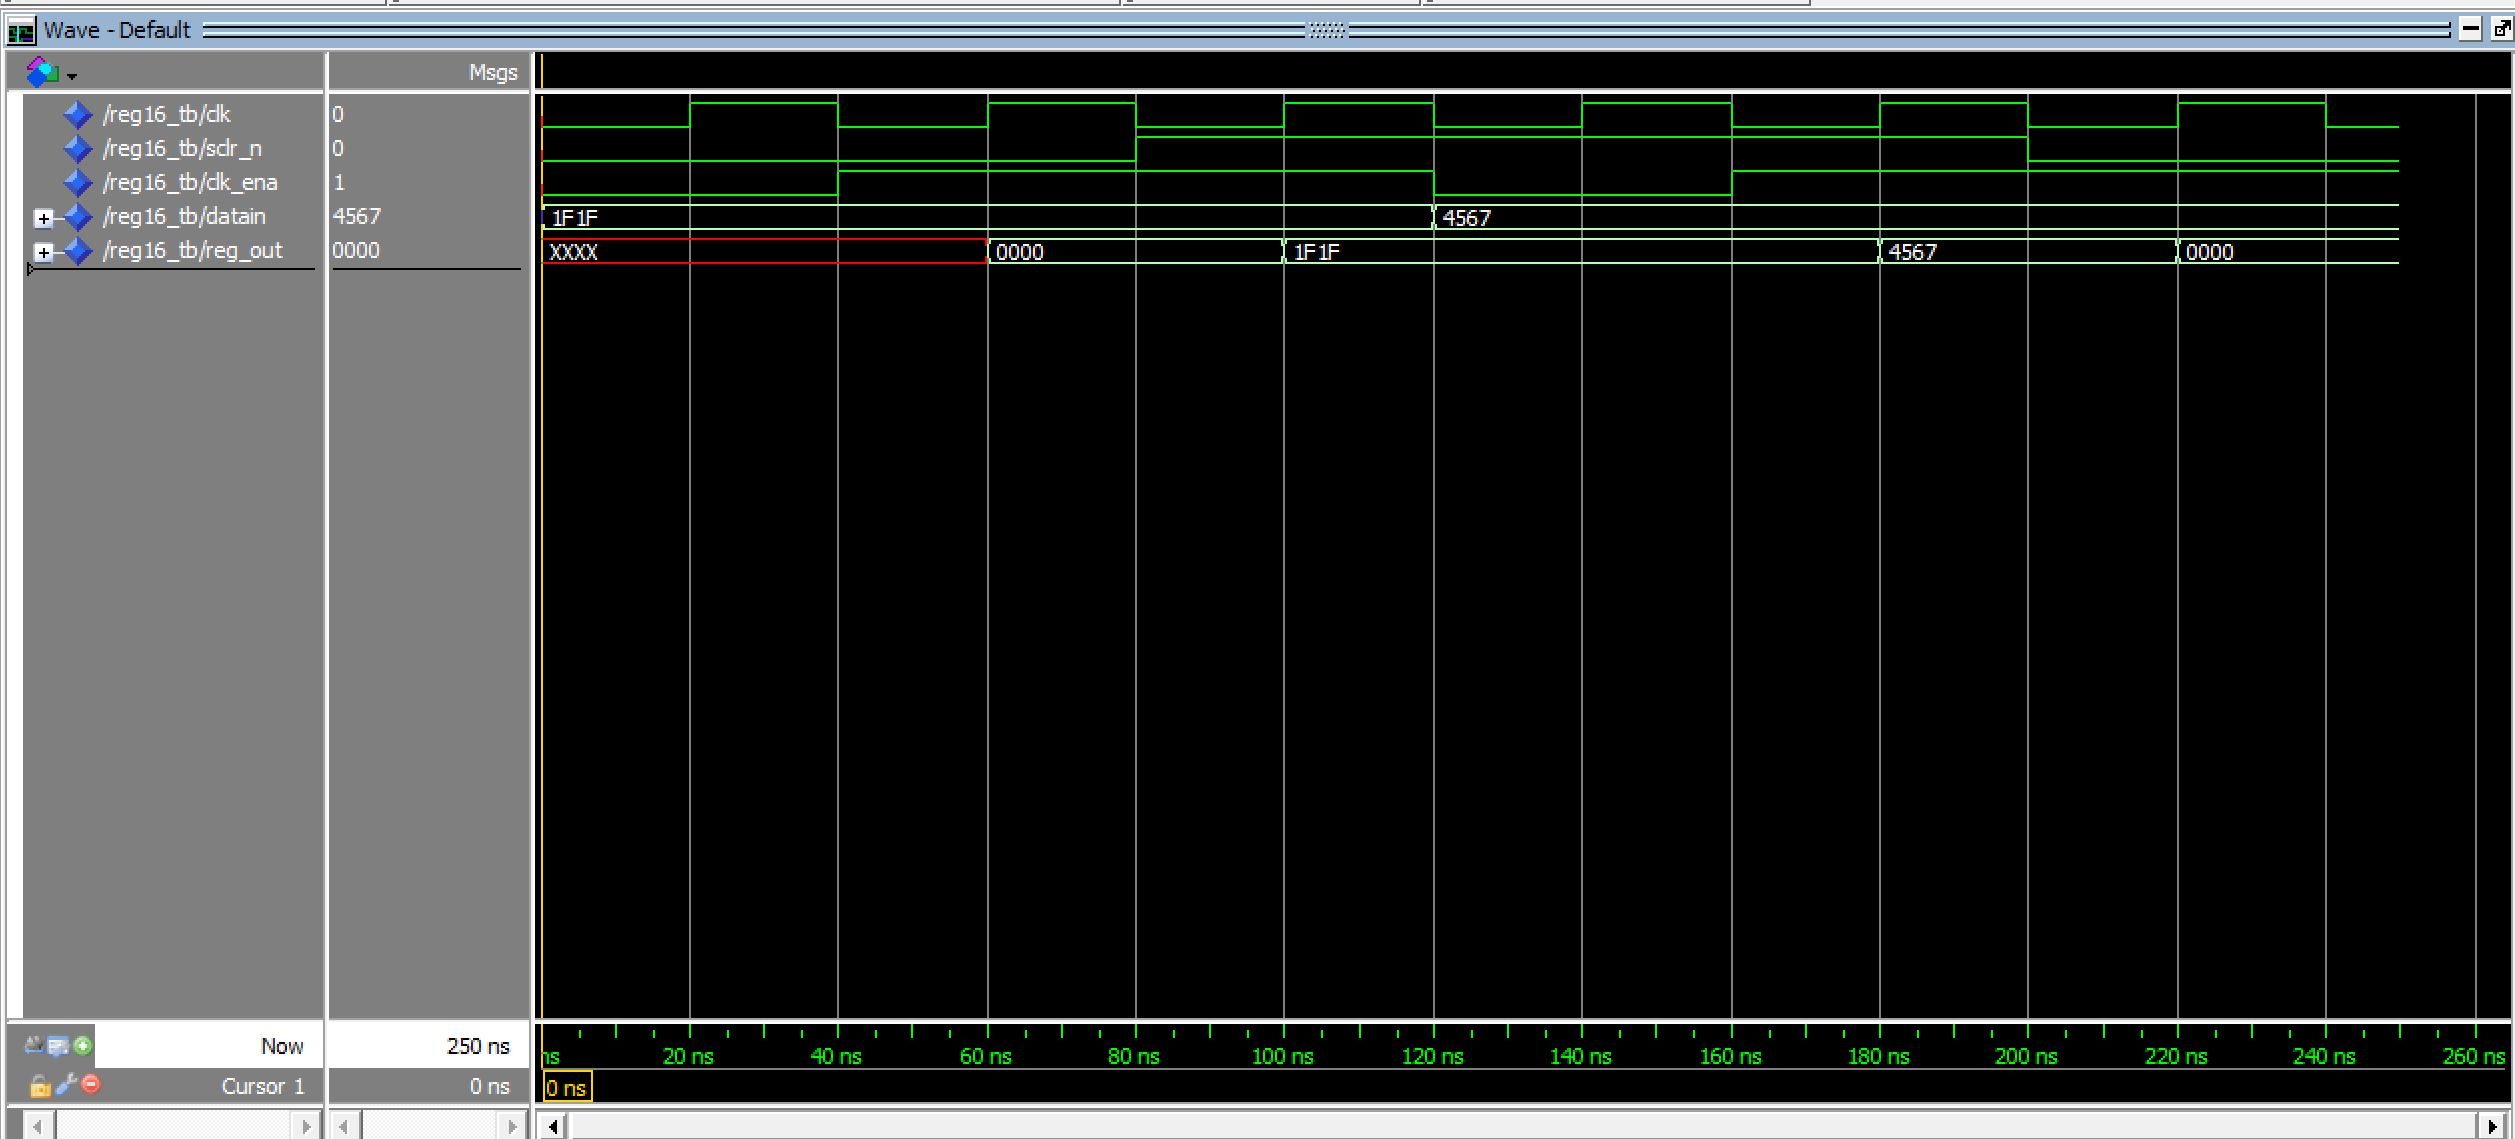 Wave - Default
Msgs
/reg16_tb/clk 0
/reg16_tb/sclr_n 0
/reg16_tb/clk_ena 1
/reg16_tb/datain 4567 1F1F 4567
/reg16_tb/reg_out 0000 XXXX 0000 1F1F 4567 0000
Now 250 ns ns 20 ns 40 ns 60 ns 80 ns 100 ns 120 ns 140 ns 160 ns 180 ns 200 ns 220 ns 240 ns 260 ns
Cursor 1 0 ns 0 ns